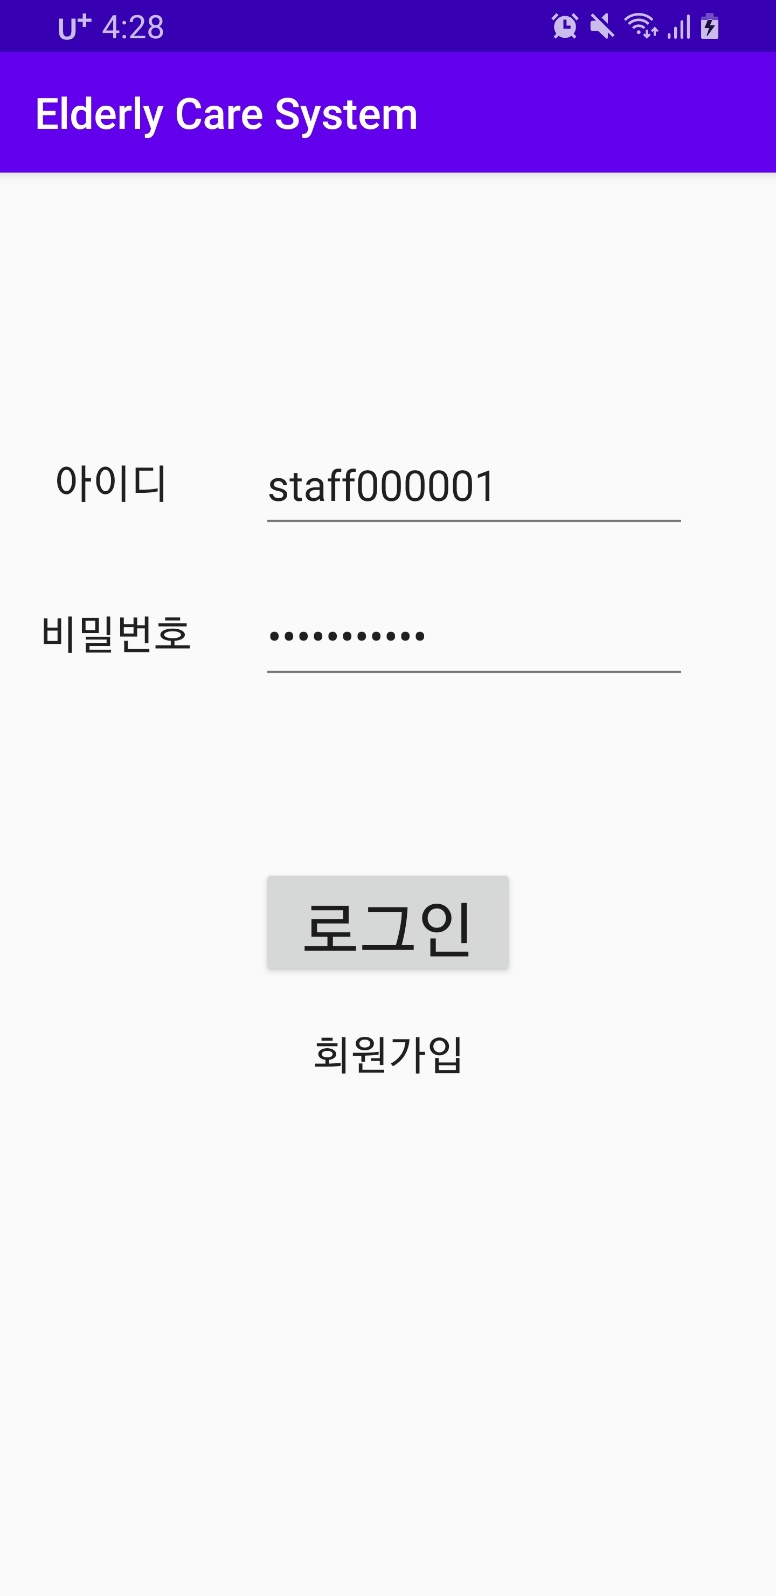 U+ 4:28
Elderly Care System
아이디 staff000001
비밀번호 •••••••••••
로그인
회원가입